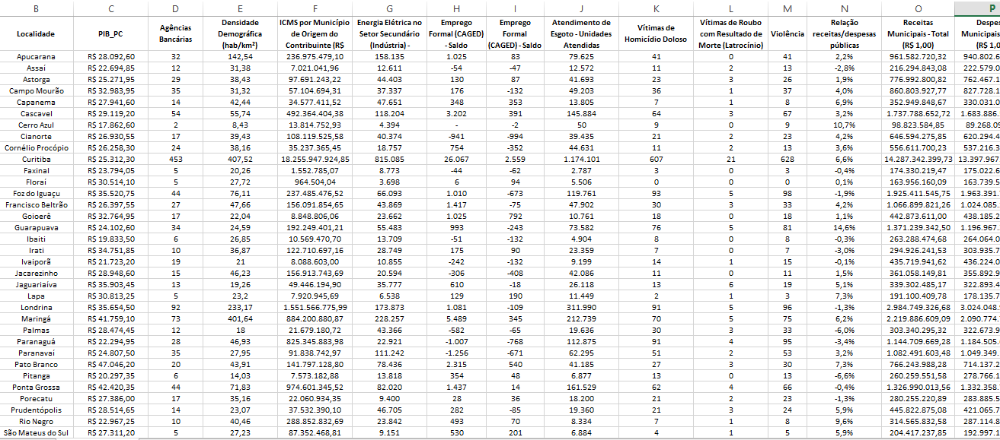 B C D E F G H I J K L M N O P
Localidade PIB_PC Agências Bancárias Densidade Demográfica (hab/km²) ICMS por Município de Origem do Contribuinte (R$ Energia Elétrica no Setor Secundário (Indústria) - Emprego Formal (CAGED) - Saldo Emprego Formal (CAGED) - Saldo Atendimento de Esgoto - Unidades Atendidas Vítimas de Homicídio Doloso Vítimas de Roubo com Resultado de Morte (Latrocínio) Violência Relação receitas/despesas públicas Receitas Municipais - Total (R$ 1,00) Despes Municipais (R$ 1,0
Apucarana R$ 28.092,60 32 142,54 236.975.479,10 158.135 1.025 83 79.625 41 0 41 2,2% 961.582.720,32 940.802.6
Assaí R$ 22.694,85 12 31,38 7.021.041,96 12.611 -54 -47 12.572 11 2 13 -2,8% 216.294.843,08 222.579.0
Astorga R$ 25.271,95 29 38,43 97.691.243,22 44.403 130 87 41.693 23 3 26 1,9% 776.992.800,82 762.467.1
Campo Mourão R$ 32.983,95 35 31,32 57.104.694,31 37.337 176 -132 49.203 36 1 37 4,0% 860.803.927,77 827.728.1
Capanema R$ 27.941,60 14 42,44 34.577.411,52 47.651 348 353 13.805 7 1 8 6,9% 352.949.848,67 330.031.0
Cascavel R$ 29.119,20 54 55,74 492.364.404,38 118.204 3.202 391 145.884 64 3 67 3,2% 1.737.788.652,72 1.683.886.
Cerro Azul R$ 17.862,60 2 8,43 13.814.752,93 4.394 - -2 50 9 0 9 10,7% 98.823.584,85 89.268.09
Cianorte R$ 26.930,55 17 39,43 108.119.525,58 40.374 -941 -994 39.435 21 2 23 4,2% 646.594.275,85 620.294.4
Cornélio Procópio R$ 26.258,30 24 38,16 35.237.365,45 18.757 754 -352 44.631 11 2 13 3,6% 556.611.700,23 537.216.3
Curitiba R$ 25.312,30 453 407,52 18.255.947.924,85 815.085 26.067 2.559 1.174.101 607 21 628 6,6% 14.287.342.399,73 13.397.967
Faxinal R$ 23.794,05 5 20,26 1.552.785,07 8.773 -44 -62 2.787 3 0 3 -0,4% 174.330.219,47 175.022.6
Floraí R$ 30.514,10 5 27,72 964.504,04 3.698 6 94 5.506 0 0 0 0,1% 163.956.160,09 163.739.5
Foz do Iguaçu R$ 35.520,75 44 76,11 237.485.476,52 66.093 1.010 -673 119.761 93 5 98 -1,9% 1.925.411.545,75 1.963.391.
Francisco Beltrão R$ 26.397,55 27 47,66 156.091.854,65 43.869 1.417 -75 47.902 30 3 33 4,2% 1.066.899.821,26 1.024.085.
Goioerê R$ 32.764,95 17 22,04 8.848.806,06 23.662 1.025 792 10.761 18 0 18 1,1% 442.873.611,00 438.185.2
Guarapuava R$ 24.102,60 34 24,59 192.249.401,21 55.483 993 -243 73.582 76 5 81 14,6% 1.371.239.342,50 1.196.967.
Ibaiti R$ 19.833,50 6 26,85 10.569.470,70 13.709 -51 -132 4.904 8 0 8 -0,3% 263.288.474,68 264.064.0
Irati R$ 34.751,85 10 36,87 122.710.697,16 28.749 175 90 23.359 7 0 7 -3,0% 294.926.241,53 303.935.7
Ivaiporã R$ 21.723,20 19 21 8.088.603,00 10.855 -242 -132 9.199 14 1 15 -0,1% 435.719.941,62 436.224.0
Jacarezinho R$ 28.948,60 15 46,23 156.913.743,69 20.594 -306 -408 42.086 11 0 11 1,5% 361.058.149,81 355.892.9
Jaguariaíva R$ 35.903,45 13 19,26 49.446.194,90 35.777 610 -18 26.118 13 6 19 5,1% 339.302.485,17 322.893.4
Lapa R$ 30.813,25 5 23,2 7.920.945,69 6.538 129 190 11.449 2 1 3 7,3% 191.100.409,78 178.135.7
Londrina R$ 35.654,50 92 233,17 1.551.566.775,99 173.873 1.081 -109 311.990 91 5 96 -1,3% 2.984.749.326,68 3.024.048.
Maringá R$ 41.759,10 73 401,64 884.200.880,87 228.257 5.489 345 212.739 70 5 75 6,2% 2.219.886.609,09 2.090.774.
Palmas R$ 28.474,45 12 18 21.679.180,72 43.366 -582 -65 19.636 30 3 33 -6,0% 303.340.295,32 322.673.9
Paranaguá R$ 22.294,95 28 46,93 825.345.883,98 22.921 -1.007 -768 112.875 91 4 95 -3,4% 1.144.709.669,28 1.184.505.
Paranavaí R$ 24.807,50 35 27,95 91.838.742,97 111.242 -1.256 -671 62.295 51 2 53 3,2% 1.082.491.603,48 1.049.349.
Pato Branco R$ 47.046,20 20 43,91 141.797.128,80 78.436 2.315 540 41.185 27 3 30 7,3% 766.243.988,28 714.137.2
Pitanga R$ 20.297,35 6 14,03 7.573.182,88 13.818 354 48 6.877 13 0 13 -6,6% 260.259.551,58 278.766.1
Ponta Grossa R$ 42.420,35 44 71,83 974.601.345,52 82.020 1.437 14 161.529 62 4 66 -0,4% 1.326.990.013,56 1.332.358.
Porecatu R$ 27.386,00 17 35,16 22.060.934,35 9.400 28 36 18.200 21 2 23 -1,3% 280.255.220,89 283.885.5
Prudentópolis R$ 28.514,65 14 23,07 37.532.390,10 46.705 282 -85 19.360 21 3 24 5,9% 445.822.875,08 421.065.7
Rio Negro R$ 22.967,25 10 40,46 288.852.832,69 23.842 493 70 8.334 7 1 8 9,6% 314.565.832,58 287.114.8
São Mateus do Sul R$ 27.311,20 5 27,23 87.352.468,81 9.151 530 201 6.884 4 1 5 5,9% 204.417.237,85 192.997.1